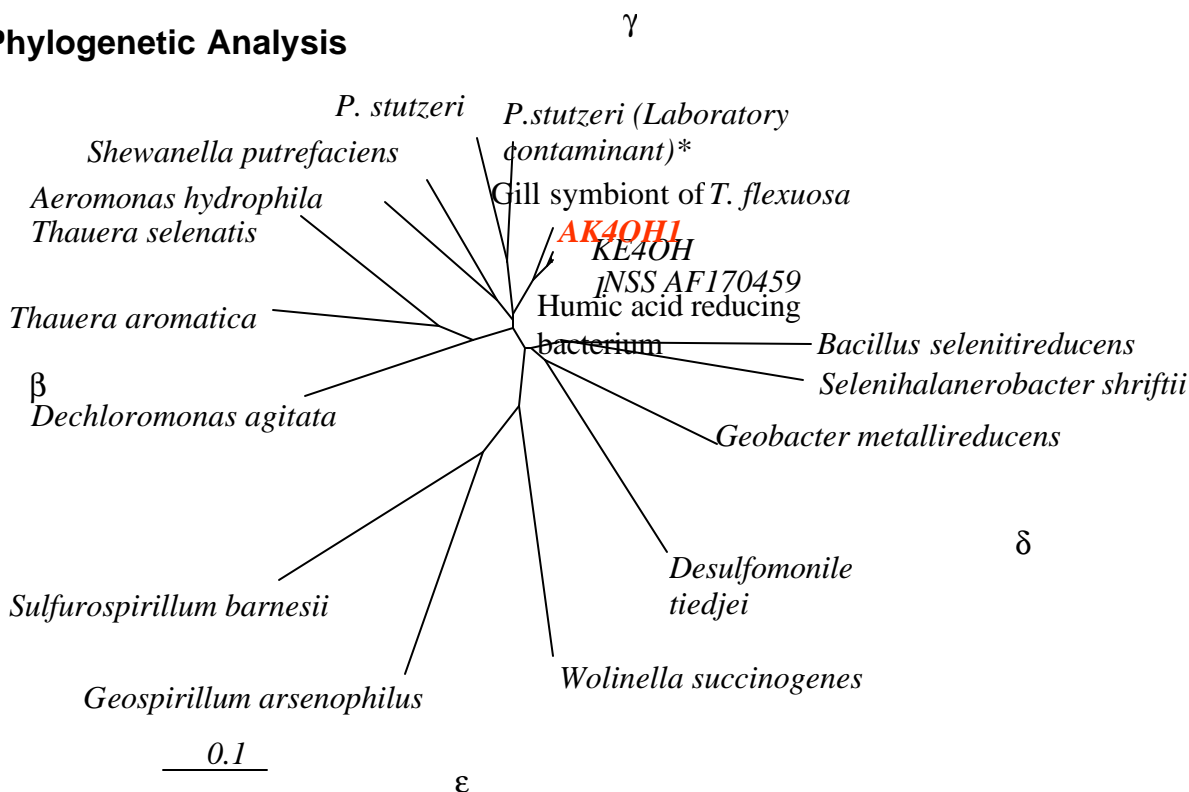 Phylogenetic Analysis
γ
P. stutzeri
P.stutzeri (Laboratory
contaminant)*
Shewanella putrefaciens
Gill symbiont of T. flexuosa
Aeromonas hydrophila
Thauera selenatis
AK4OH1
KE4OH
1
NSS AF170459
Humic acid reducing
bacterium
Thauera aromatica
Bacillus selenitireducens
Selenihalanerobacter shriftii
β
Dechloromonas agitata
Geobacter metallireducens
δ
Desulfomonile
tiedjei
Sulfurospirillum barnesii
Wolinella succinogenes
Geospirillum arsenophilus
0.1
ε